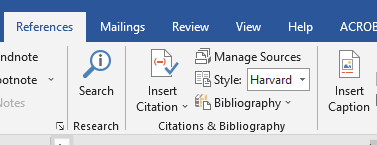 References Mailings Review View Help ACROB
ndnote
ootnote
Notes
Search
Research
Insert
Citation
Manage Sources
Style: Harvard
Bibliography
Citations & Bibliography
Insert
Caption